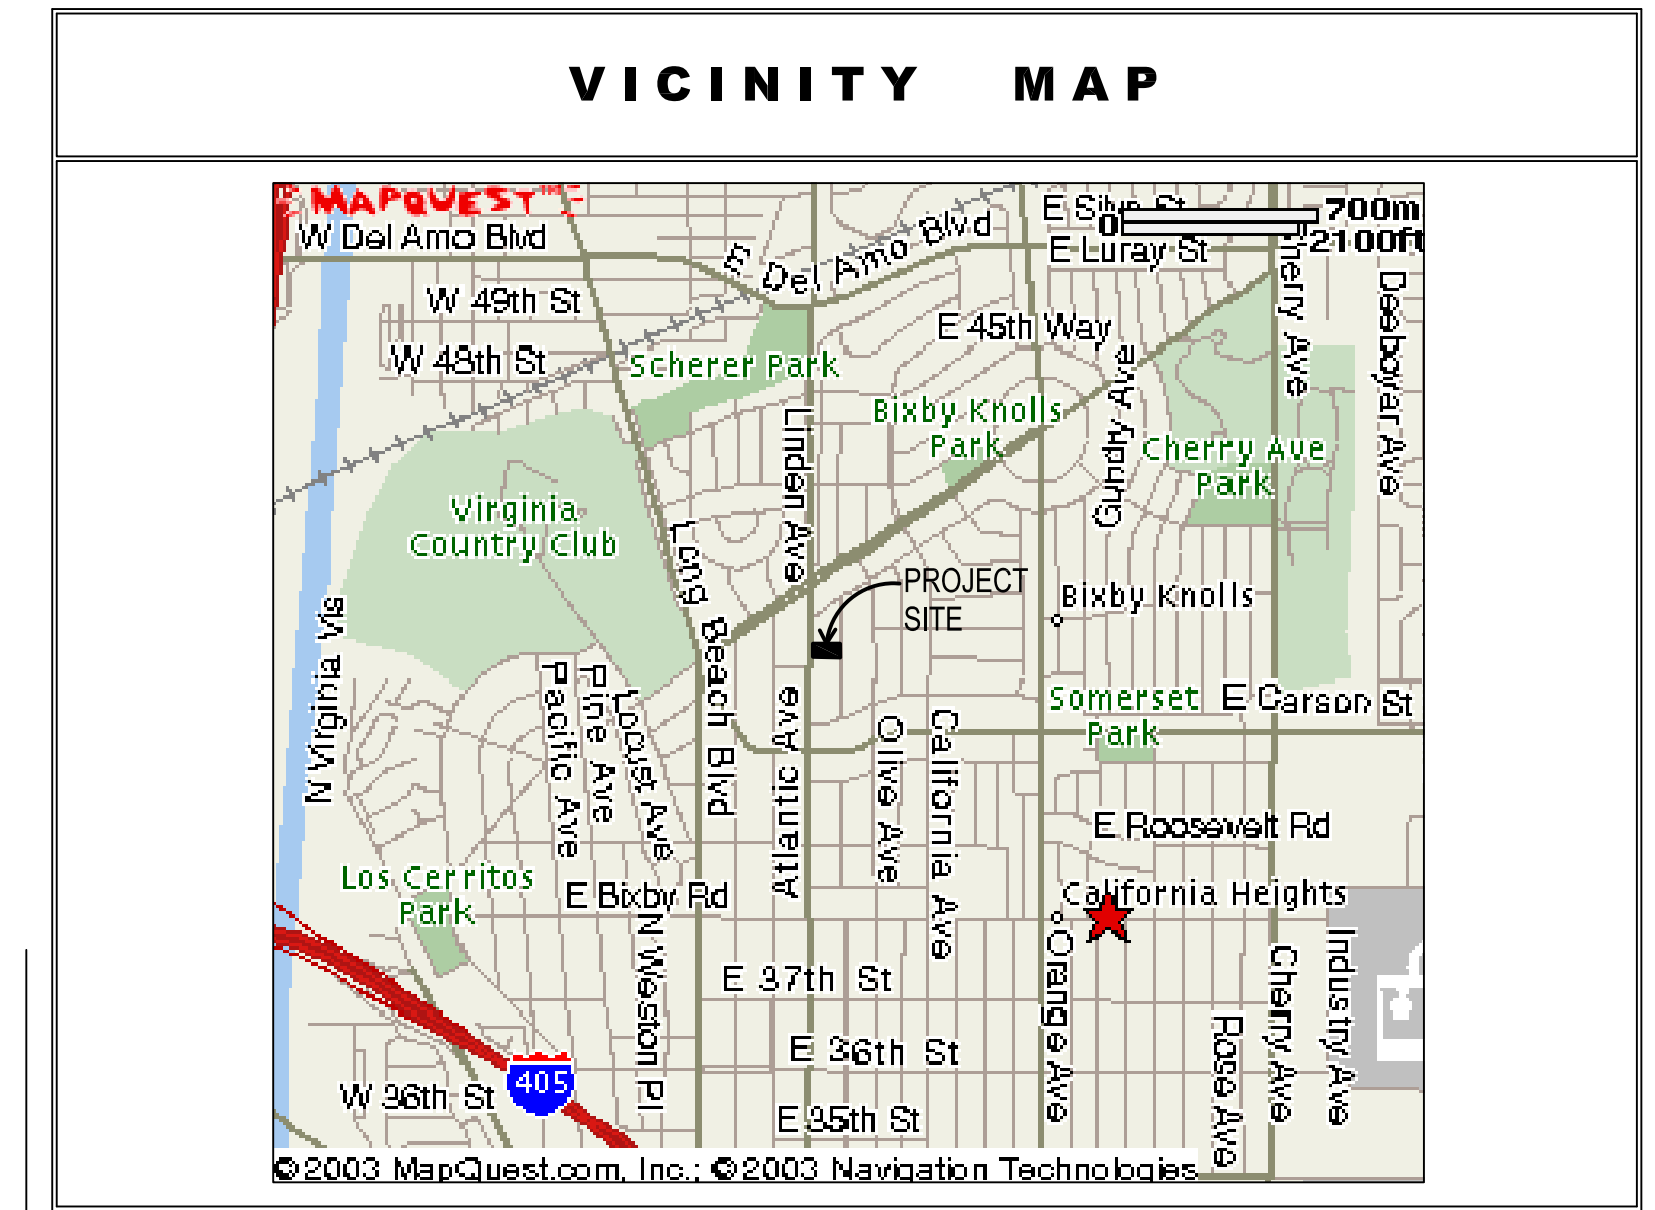 VICINITY MAP
MAPQUEST
700m
0
2100ft
W Del Amo Blvd
E Del Amo Blvd
E Luray St
W 49th St
E 45th Way
W 48th St
Scherer Park
Cherry Ave
Linden Ave
Bixby Knolls
Park
Gundry Ave
Cherry Ave
Park
Virginia
Country Club
Long Beach Blvd
PROJECT
SITE
Bixby Knolls
N Virginia Vis
Pacific Ave
Pine Ave
Locust Ave
Atlantic Ave
Olive Ave
California Ave
Somerset
Park
E Carson St
E Roosevelt Rd
Los Cerritos
Park
E Bixby Rd
California Heights
N Weston Pl
E 37th St
Orange Ave
Cherry Ave
Industry Ave
Rose Ave
E 36th St
405
W 36th St
E 35th St
©2003 MapQuest.com, Inc.; ©2003 Navigation Technologies